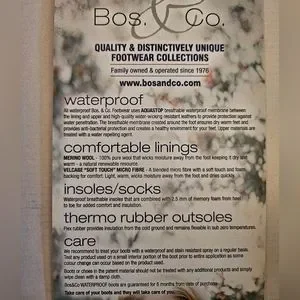 Bos. & Co.
QUALITY & DISTINCTIVELY UNIQUE
FOOTWEAR COLLECTIONS
Family owned & operated since 1976
www.bosandco.com
waterproof
All waterproof Bos. & Co. Footwear uses AQUASTOP breathable waterproof membrane between
the lining and upper and high-quality water-wicking resistant leathers to provide protection against
water penetration. The breathable membrane created around the foot ensures dry warm feet and
provides anti-bacterial protection and creates a healthy environment for your feet. Upper materials are
treated with a water repelling agent.
comfortable linings
MERINO WOOL - 100% pure wool that wicks moisture away from the foot keeping it dry and
warm - a natural renewable resource.
VELCASE "SOFT TOUCH" MICRO FIBRE - A blended micro fibre with a soft touch and foam
backing for comfort. Light, warm, wicks moisture away from the foot and dries quickly.
insoles/socks
Waterproof breathable insoles that are combined with 2.5 mm of memory foam from heel
to toe for added comfort and insulation.
thermo rubber outsoles
Flex rubber provides insulation from the cold ground and remains flexible in sub zero temperatures.
care
We recommend to treat your boots with a waterproof and stain resistant spray on a regular basis.
Test any product used on a small interior portion of the boot prior to entire application as some
colour change can occur based on the product used.
Boots or shoes in the patent material should not be treated with any additional products and simply
wipe clean with a damp cloth.
Bos&Co WATERPROOF boots are guaranteed for 6 months from date of purchase.
Take care of your boots and they will take care of you